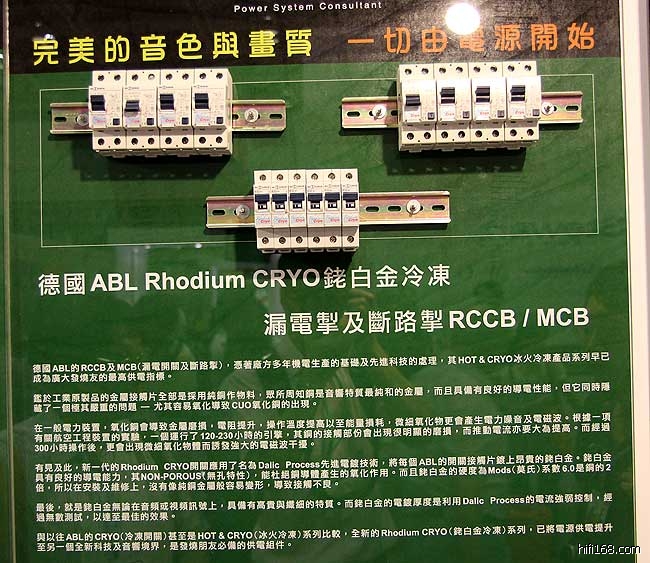 Power System Consultant
完美的音色與畫質 一切由電源開始
德國ABL Rhodium CRYO銠白金冷凍
漏電掣及斷路掣RCCB / MCB
德國ABL的RCCB及MCB(漏電開關及斷路掣)，憑著廠方多年機電生產的基礎及先進科技的處理，其HOT & CRYO冰火冷凍產品系列早已
成為廣大發燒友的最高供電指標。
鑑於工業原製品的金屬接觸片全部是採用純銅作物料，眾所周知銅是音響特質最純和的金屬，而且具備有良好的導電性能，但它同時隱
藏了一個極其嚴重的問題 — 尤其容易氧化導致CUO氧化銅的出現。
在一般電力裝置，氧化銅會導致金屬磨損，電阻提升，操作溫度提高以至能量損耗，微細氧化物更會產生電力噪音及電磁波。根據一項
有關航空工程裝置的實驗，一個運行了120-230小時的引擎，其銅的接觸部份會出現很明顯的磨損，而推動電流亦要大為提高。而經過
300小時操作後，更會出現微細氧化物體而誘發強大的電磁波干擾。
有見及此，新一代的Rhodium CRYO開關應用了名為Dalic Process先進電鍍技術，將每個ABL的開關接觸片鍍上昂貴的銠白金。銠白金
具有良好的導電能力，其NON-POROUS(無孔特性)，能杜絕銅導體產生的氧化作用。而且銠白金的硬度為Mods(莫氏)系數6.0是銅的2
倍，所以在安裝及維修上，沒有像純銅金屬般容易變形，導致接觸不良。
最後，就是銠白金無論在音頻或視頻訊號上，具備有高貴與纖細的特質。而銠白金的電鍍厚度是利用Dalic Process的電流強弱控制，經
過無數測試，以達至最佳的效果。
與以往ABL的CRYO(冷凍開關)甚至是HOT & CRYO(冰火冷凍)系列比較，全新的Rhodium CRYO(銠白金冷凍)系列，已將電源供電提升
至另一個全新科技及音響境界，是發燒友必備的供電組件。
hifi168.com